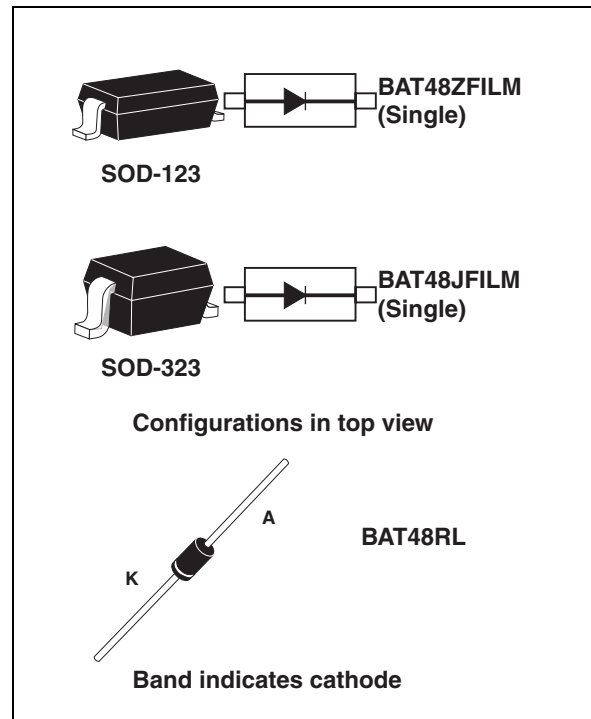 BAT48ZFILM
(Single)
SOD-123
BAT48JFILM
(Single)
SOD-323
Configurations in top view
A
BAT48RL
K
Band indicates cathode